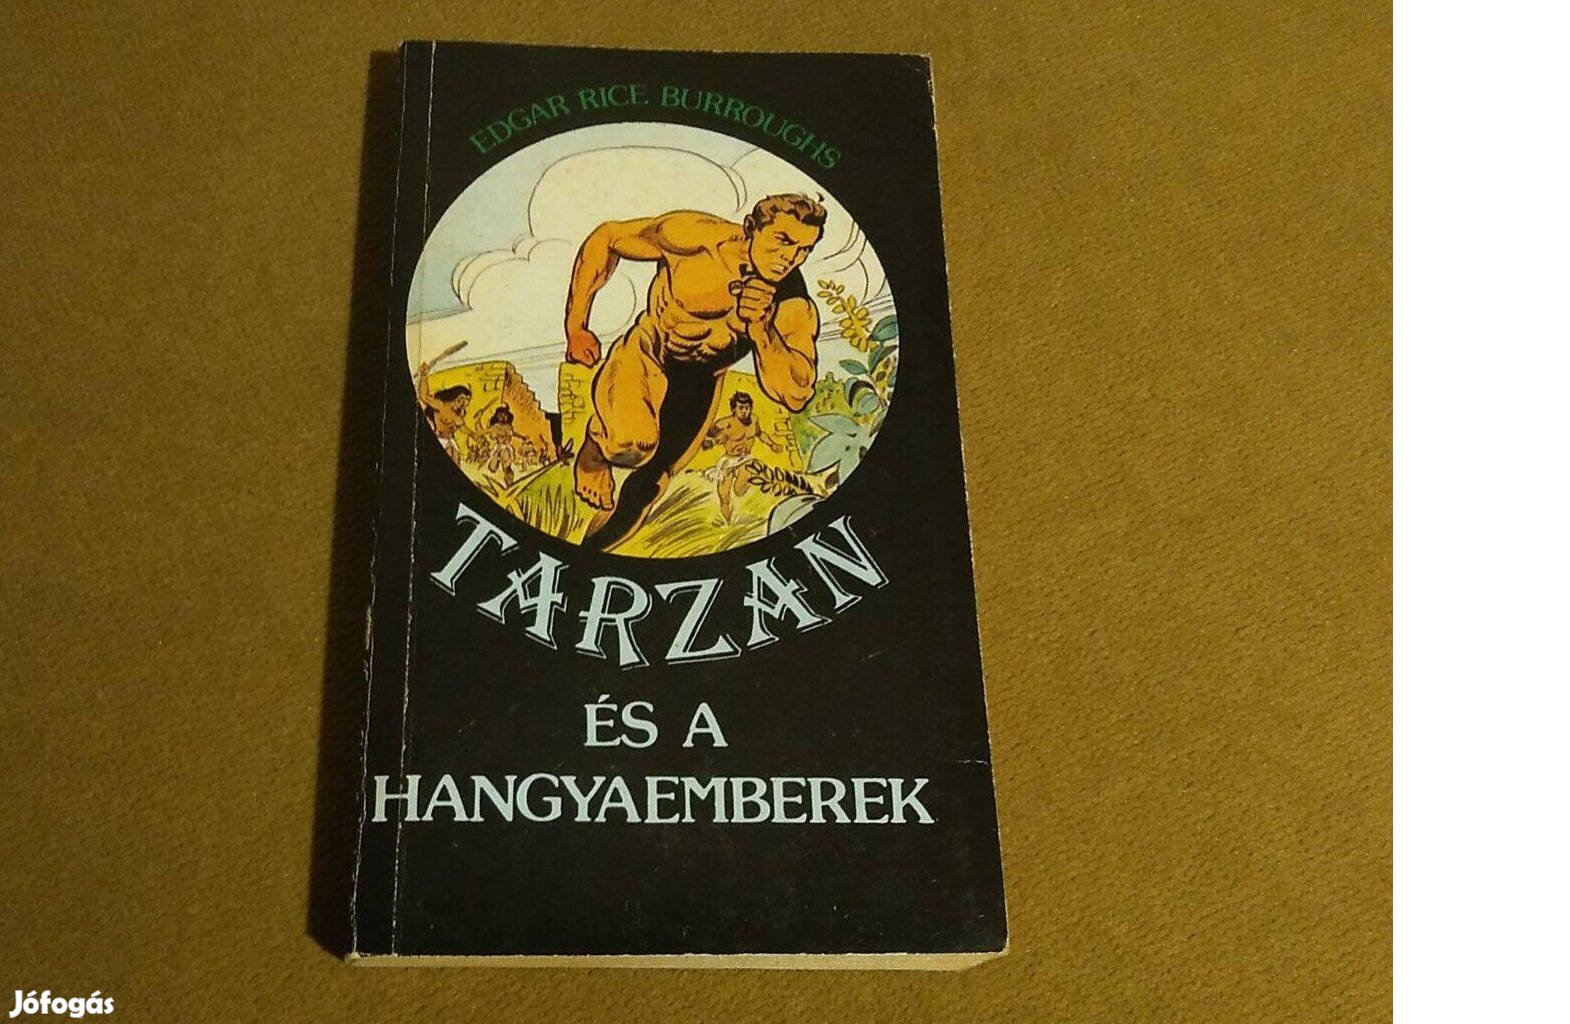 EDGAR RICE BURROUGHS
TARZAN
ÉS A
HANGYAEMBEREK
Jófogás